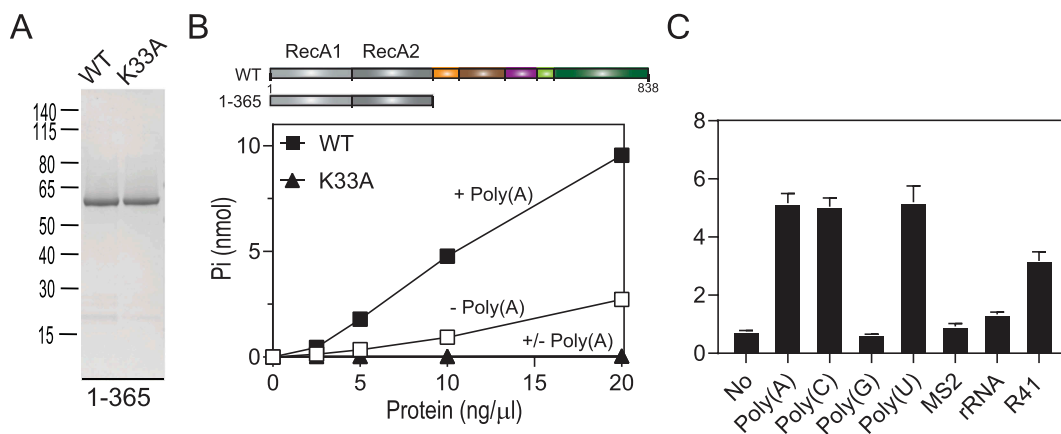 A
WT
K33A
140
115
80
65
50
40
30
15
1-365
B
RecA1 RecA2
WT
1
838
1-365
Pi (nmol)
10
5
0
WT
K33A
+ Poly(A)
- Poly(A)
+/- Poly(A)
0 5 10 15 20
Protein (ng/μl)
C
8
6
4
2
0
No
Poly(A)
Poly(C)
Poly(G)
Poly(U)
MS2
rRNA
R41